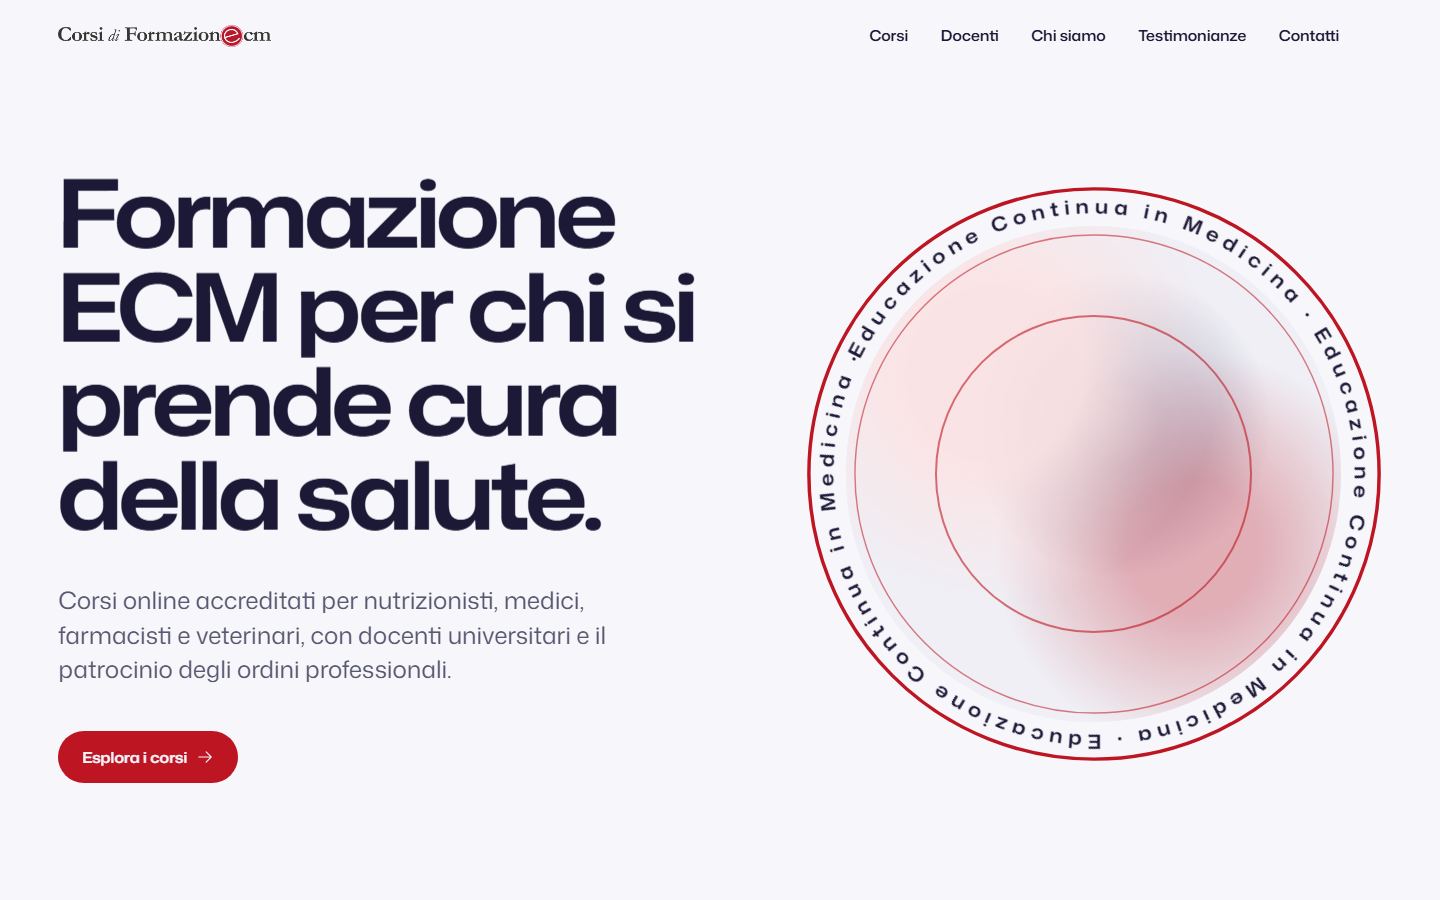 Corsi di Formazionecm
Corsi
Docenti
Chi siamo
Testimonianze
Contatti
Formazione
ECM per chi si
prende cura
della salute.
Corsi online accreditati per nutrizionisti, medici,
farmacisti e veterinari, con docenti universitari e il
patrocinio degli ordini professionali.
Esplora i corsi
Educazione Continua in Medicina · Educazione Continua in Medicina · Educazione Continua in Medicina ·